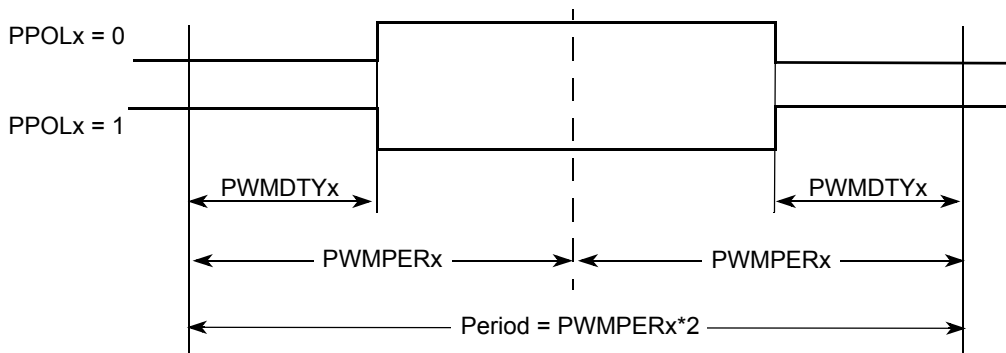 PPOLx = 0
PPOLx = 1
PWMDTYx
PWMDTYx
PWMPERx
PWMPERx
Period = PWMPERx*2